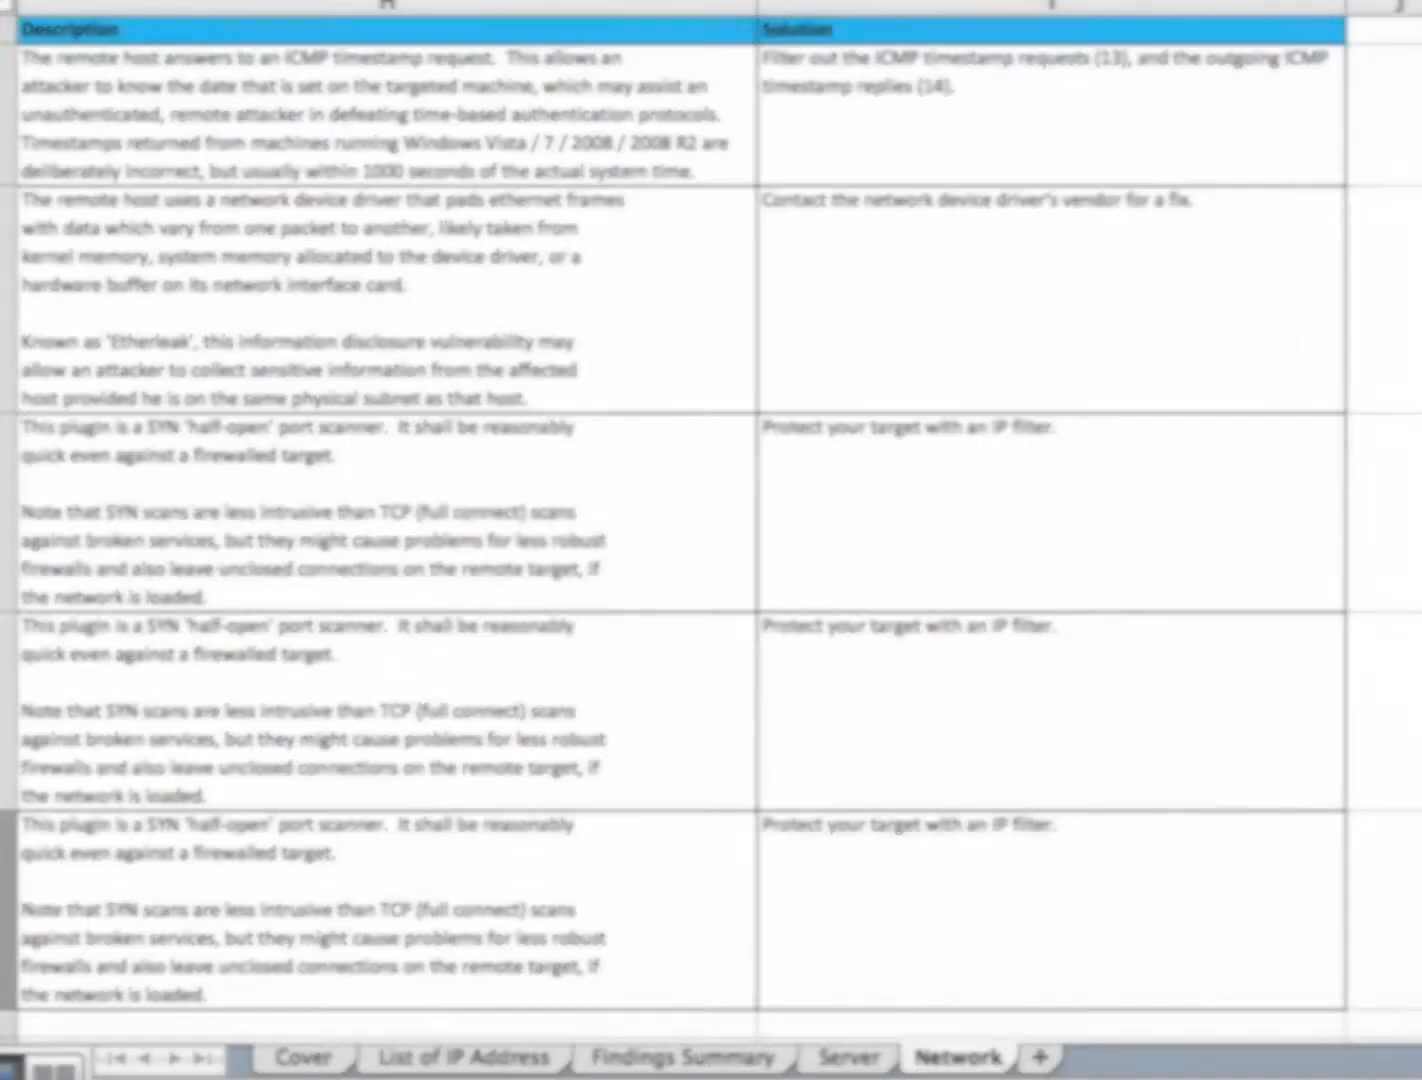 H I J
Description Solution
The remote host answers to an ICMP timestamp request.  This allows an
attacker to know the date that is set on the targeted machine, which may assist an
unauthenticated, remote attacker in defeating time-based authentication protocols.
Timestamps returned from machines running Windows Vista / 7 / 2008 / 2008 R2 are
deliberately incorrect, but usually within 1000 seconds of the actual system time.
Filter out the ICMP timestamp requests (13), and the outgoing ICMP
timestamp replies (14).
The remote host uses a network device driver that pads ethernet frames
with data which vary from one packet to another, likely taken from
kernel memory, system memory allocated to the device driver, or a
hardware buffer on its network interface card.
Known as 'Etherleak', this information disclosure vulnerability may
allow an attacker to collect sensitive information from the affected
host provided he is on the same physical subnet as that host.
Contact the network device driver's vendor for a fix.
This plugin is a SYN 'half-open' port scanner.  It shall be reasonably
quick even against a firewalled target.
Note that SYN scans are less intrusive than TCP (full connect) scans
against broken services, but they might cause problems for less robust
firewalls and also leave unclosed connections on the remote target, if
the network is loaded.
Protect your target with an IP filter.
This plugin is a SYN 'half-open' port scanner.  It shall be reasonably
quick even against a firewalled target.
Note that SYN scans are less intrusive than TCP (full connect) scans
against broken services, but they might cause problems for less robust
firewalls and also leave unclosed connections on the remote target, if
the network is loaded.
Protect your target with an IP filter.
This plugin is a SYN 'half-open' port scanner.  It shall be reasonably
quick even against a firewalled target.
Note that SYN scans are less intrusive than TCP (full connect) scans
against broken services, but they might cause problems for less robust
firewalls and also leave unclosed connections on the remote target, if
the network is loaded.
Protect your target with an IP filter.
Cover List of IP Address Findings Summary Server Network +